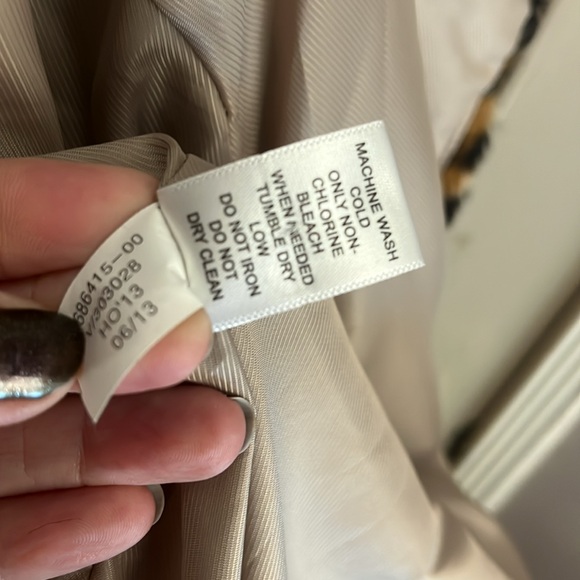 MACHINE WASH
COLD
ONLY NON-
CHLORINE
BLEACH
WHEN NEEDED
TUMBLE DRY
LOW
DO NOT IRON
DO NOT
DRY CLEAN
686415-00
V/303028
HO'13
06/13